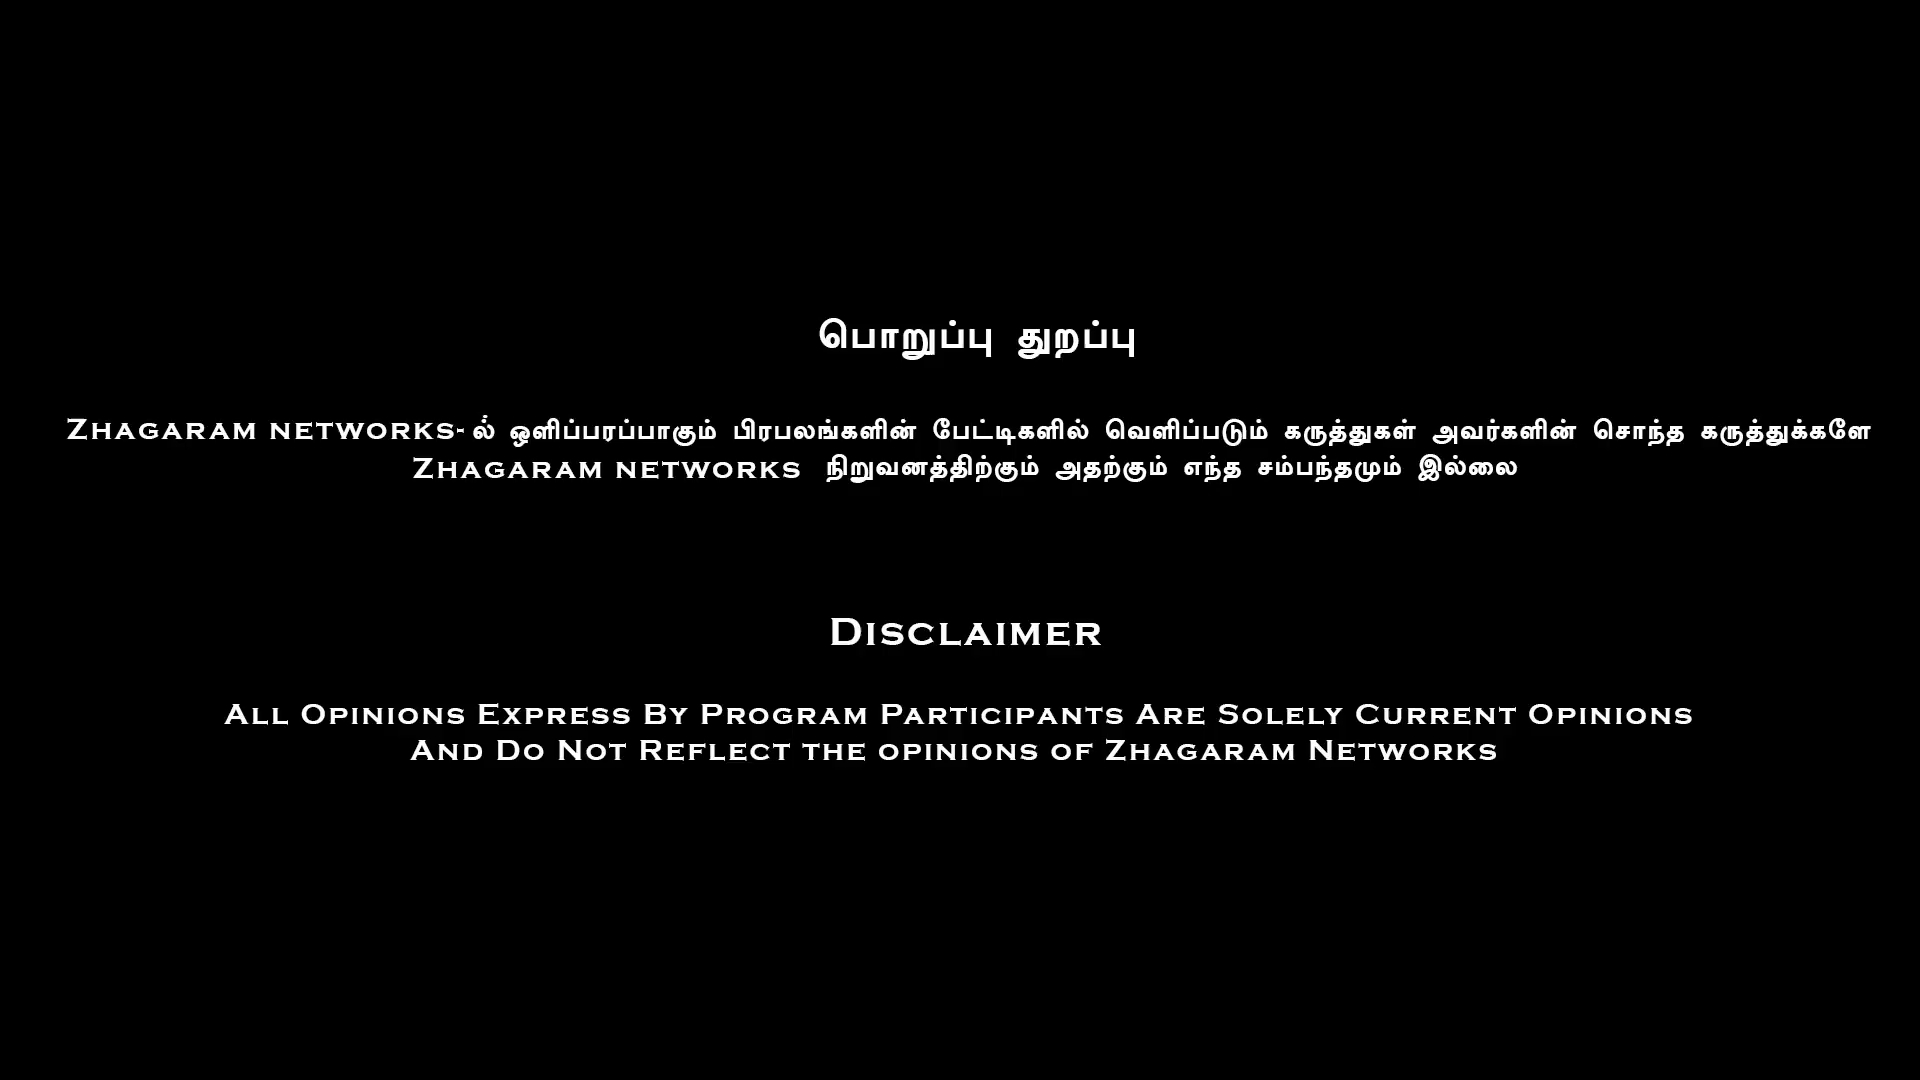 பொறுப்பு துறப்பு
Zhagaram networks-ல் ஒளிப்பரப்பாகும் பிரபலங்களின் பேட்டிகளில் வெளிப்படும் கருத்துகள் அவர்களின் சொந்த கருத்துக்களே
Zhagaram networks நிறுவனத்திற்கும் அதற்கும் எந்த சம்பந்தமும் இல்லை
Disclaimer
All Opinions Express By Program Participants Are Solely Current Opinions
And Do Not Reflect the opinions of Zhagaram Networks